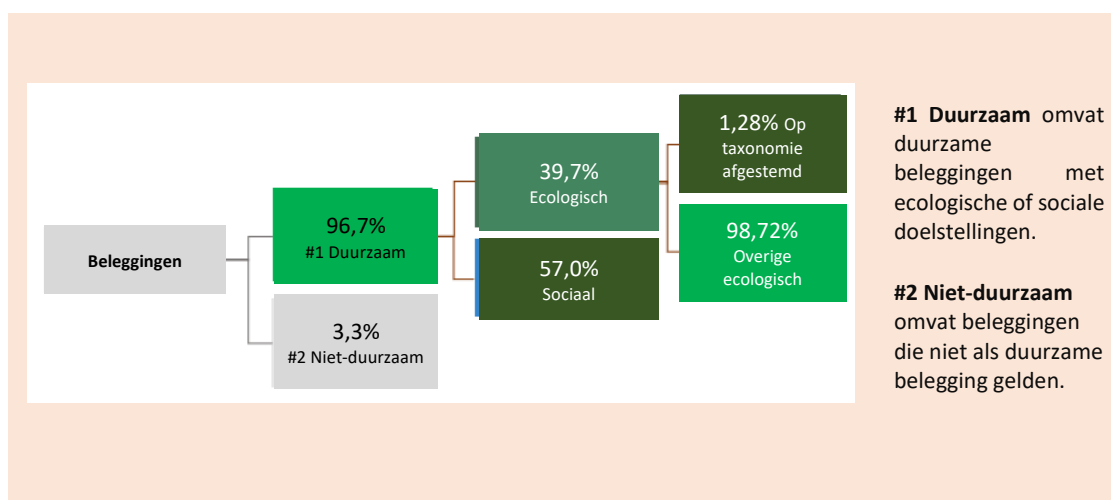 Beleggingen
96,7%
#1 Duurzaam
3,3%
#2 Niet-duurzaam
39,7%
Ecologisch
57,0%
Sociaal
1,28% Op
taxonomie
afgestemd
98,72%
Overige
ecologisch
#1 Duurzaam omvat
duurzame
beleggingen met
ecologische of sociale
doelstellingen.
#2 Niet-duurzaam
omvat beleggingen
die niet als duurzame
belegging gelden.